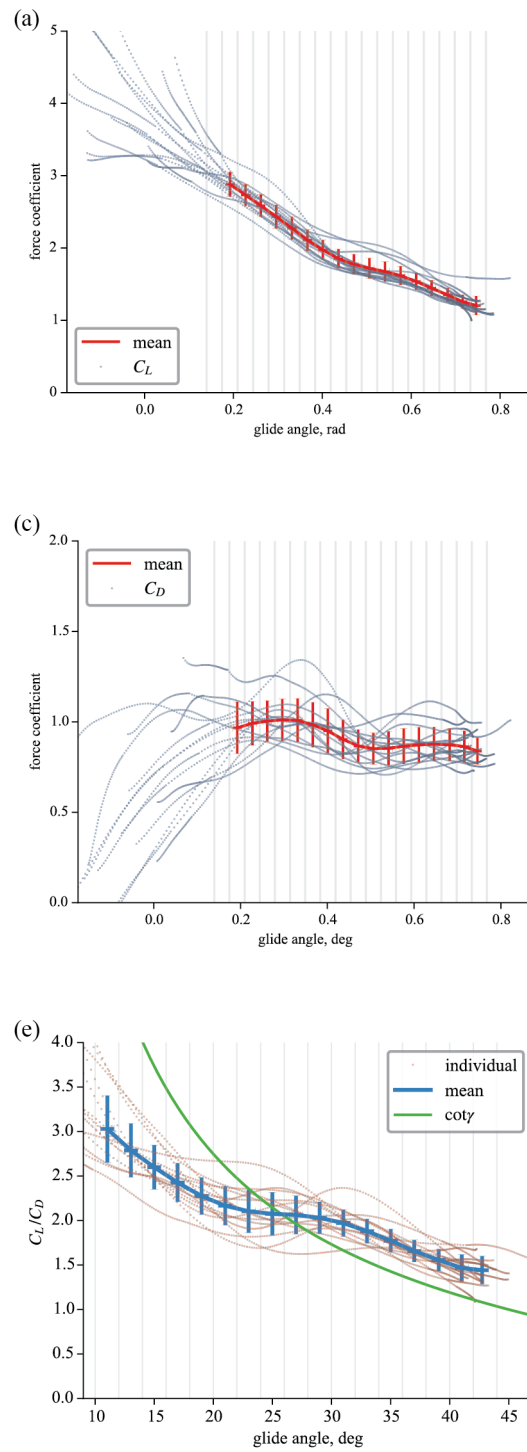 (a)
5
4
3
2
1
0
force coefficient
mean
C_L
0.0 0.2 0.4 0.6 0.8
glide angle, rad
(c)
2.0
1.5
1.0
0.5
0.0
force coefficient
mean
C_D
0.0 0.2 0.4 0.6 0.8
glide angle, deg
(e)
4.0
3.5
3.0
2.5
2.0
1.5
1.0
0.5
0.0
C_L/C_D
individual
mean
cotγ
10 15 20 25 30 35 40 45
glide angle, deg